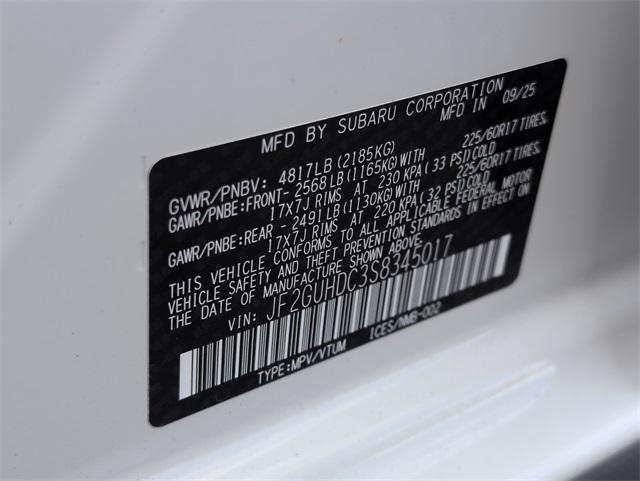 MFD BY SUBARU CORPORATION
MFD IN 09/25
GVWR/PNBV: 4817LB (2185KG)
GAWR/PNBE:FRONT- 2568LB(1165KG)WITH 225/60R17 TIRES,
17X7J RIMS AT 230 KPA (33 PSI)COLD
GAWR/PNBE:REAR - 2491LB(1130KG)WITH 225/60R17 TIRES,
17X7J RIMS AT 220 KPA (32 PSI)COLD
THIS VEHICLE CONFORMS TO ALL APPLICABLE FEDERAL MOTOR
VEHICLE SAFETY AND THEFT PREVENTION STANDARDS IN EFFECT ON
THE DATE OF MANUFACTURE SHOWN ABOVE.
VIN: JF2GUHDC3S8345017
TYPE:MPV/VTUM ICES/NMB-002